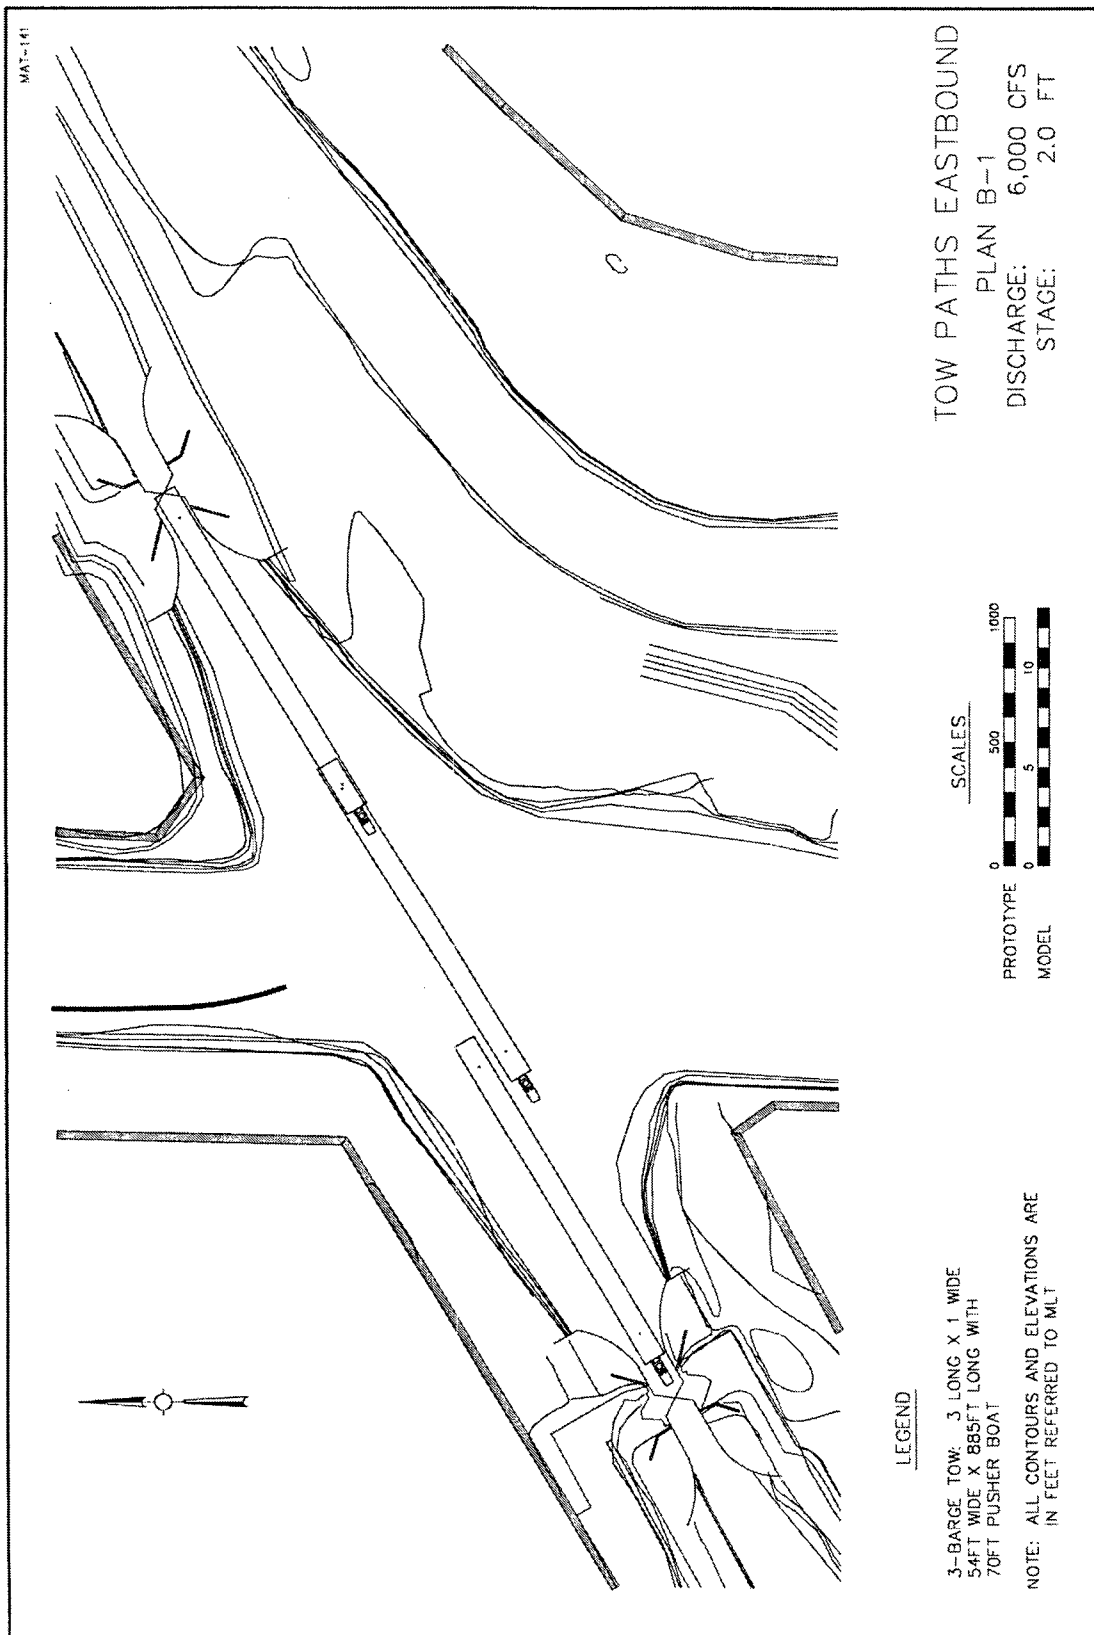 MAT-141
TOW PATHS EASTBOUND
PLAN B-1
DISCHARGE: 6,000 CFS
STAGE: 2.0 FT
SCALES
PROTOTYPE 0 500 1000
MODEL 0 5 10
LEGEND
3-BARGE TOW: 3 LONG X 1 WIDE
54FT WIDE X 885FT LONG WITH
70FT PUSHER BOAT
NOTE: ALL CONTOURS AND ELEVATIONS ARE
IN FEET REFERRED TO MLT